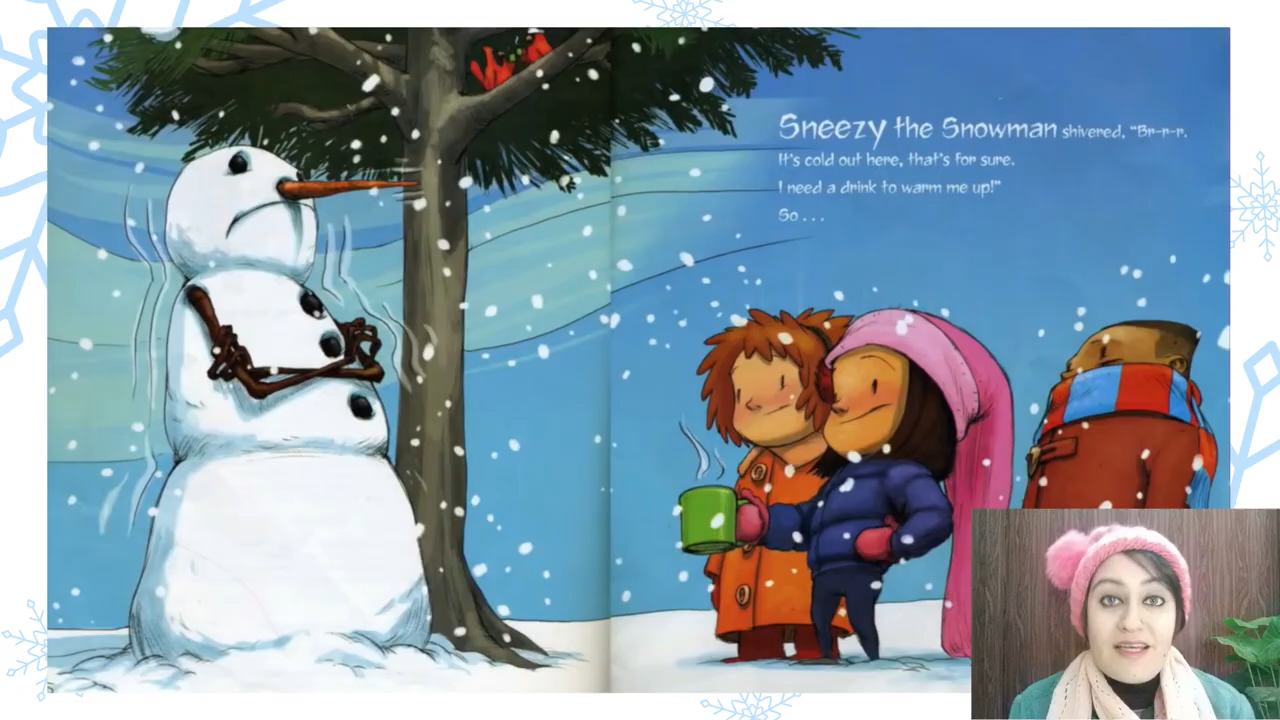 Sneezy the Snowman shivered, “Br-r-r.
It’s cold out here, that’s for sure.
I need a drink to warm me up!”
So . . .